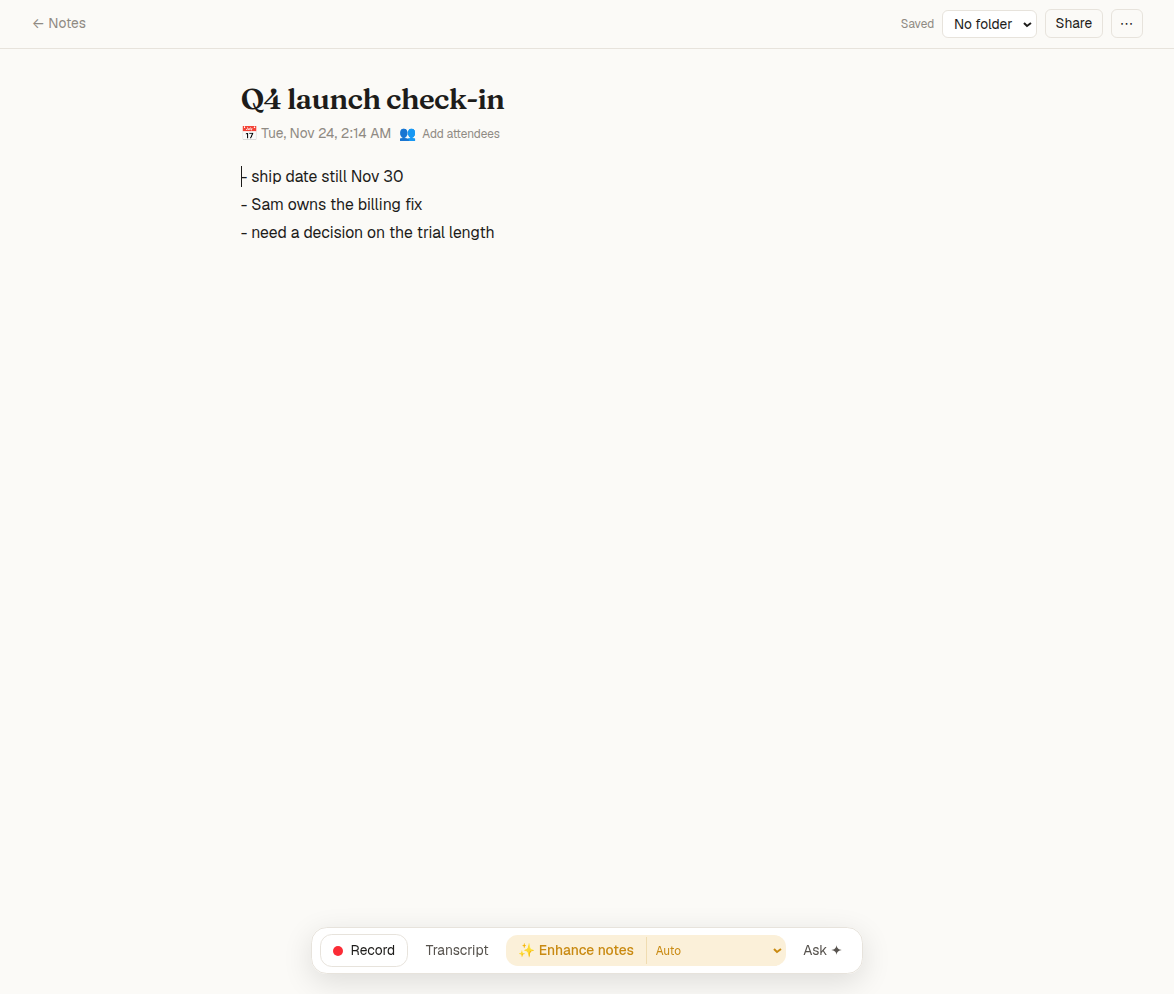 ← Notes
Saved No folder Share ⋯
Q4 launch check-in
📅 Tue, Nov 24, 2:14 AM 👥 Add attendees
- ship date still Nov 30
- Sam owns the billing fix
- need a decision on the trial length
Record Transcript ✨ Enhance notes Auto Ask ✦